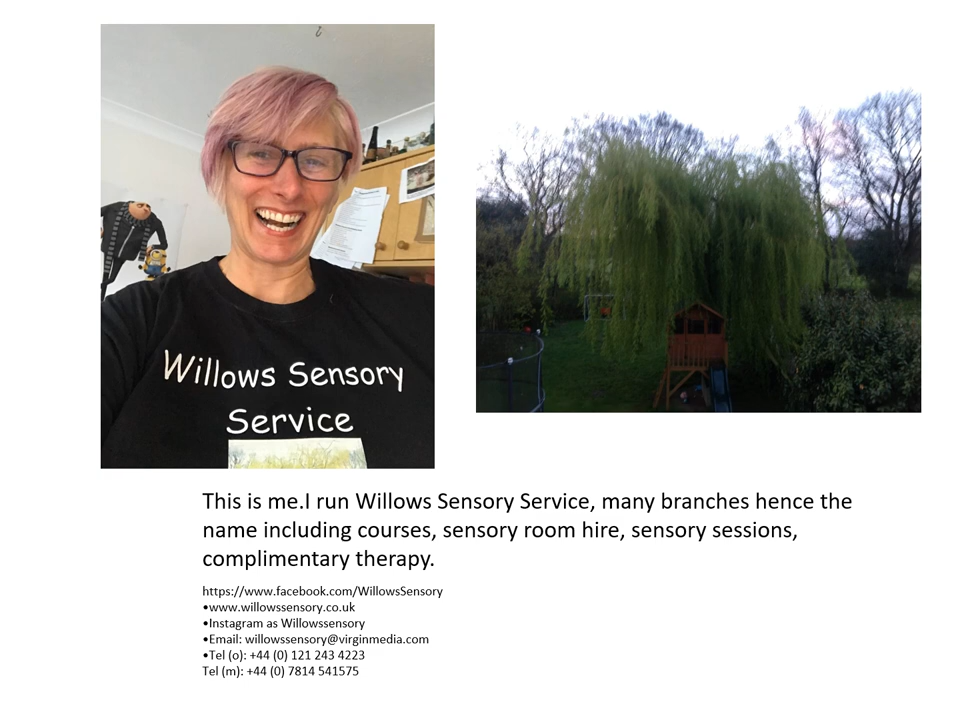 Willows Sensory
Service
This is me.I run Willows Sensory Service, many branches hence the
name including courses, sensory room hire, sensory sessions,
complimentary therapy.
https://www.facebook.com/WillowsSensory
•www.willowssensory.co.uk
•Instagram as Willowssensory
•Email: willowssensory@virginmedia.com
•Tel (o): +44 (0) 121 243 4223
Tel (m): +44 (0) 7814 541575